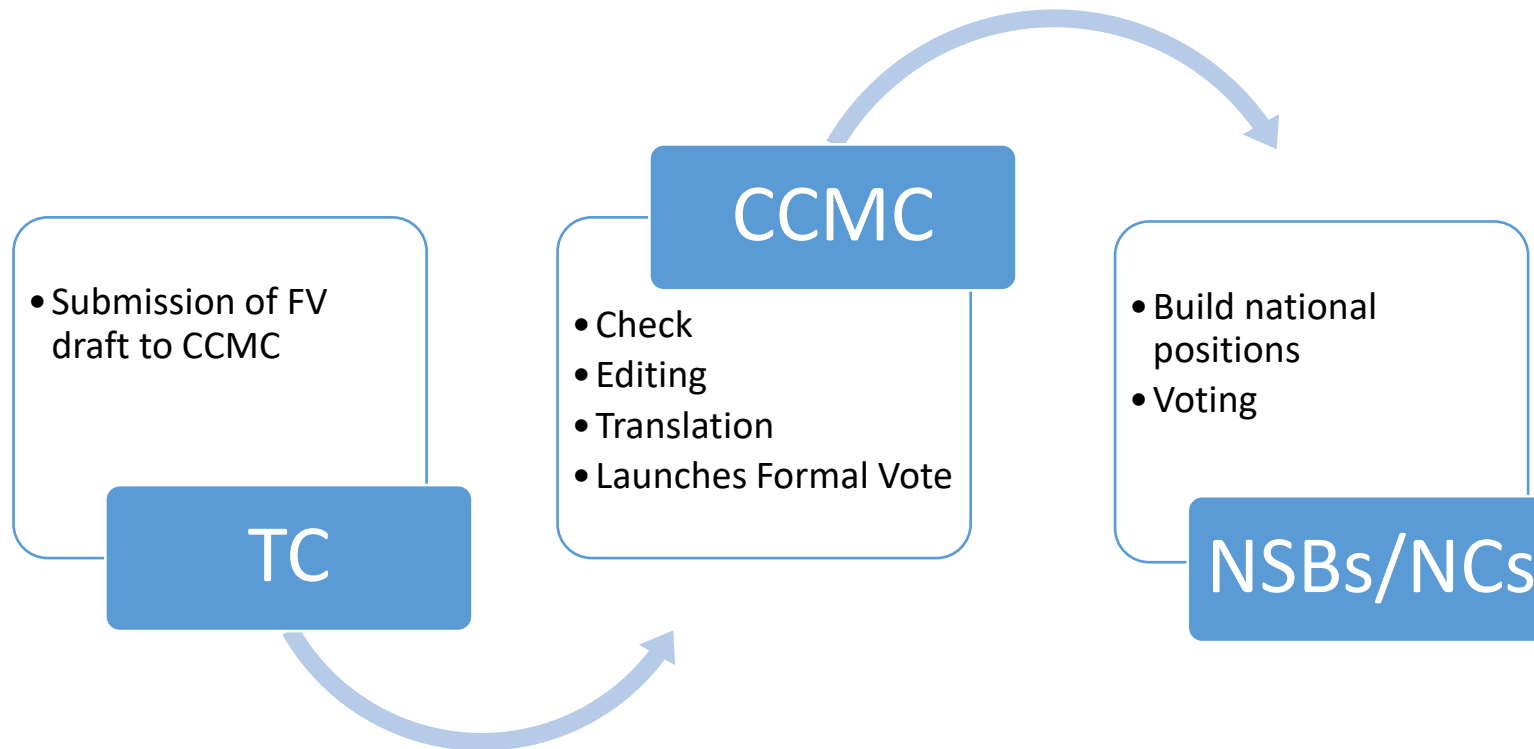 • Submission of FV
draft to CCMC
TC
CCMC
• Check
• Editing
• Translation
• Launches Formal Vote
• Build national
positions
• Voting
NSBs/NCs